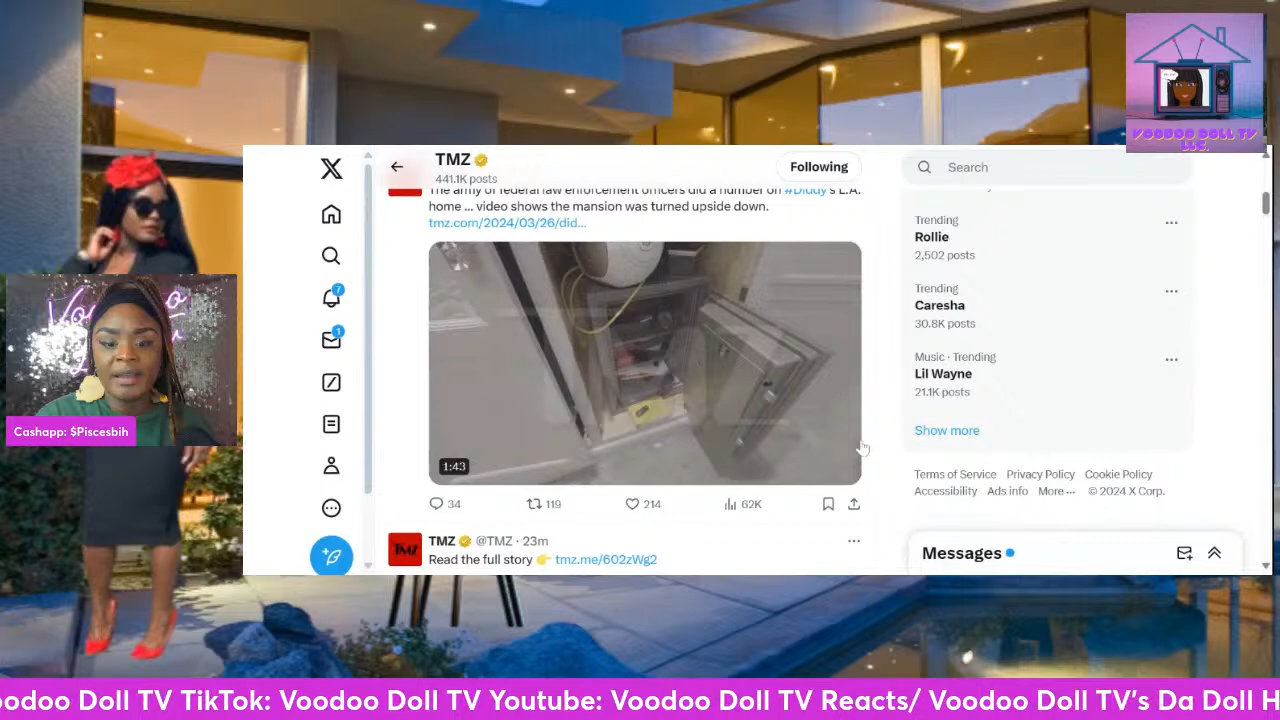 VOODOO DOLL TV
LLC.
TMZ
441.1K posts
Following
Search
The army of federal law enforcement officers did a number on #Diddy's L.A.
home ... video shows the mansion was turned upside down.
tmz.com/2024/03/26/did...
1:43
34
119
214
62K
TMZ
TMZ @TMZ · 23m
Read the full story 👉 tmz.me/602zWg2
Trending
Rollie
2,502 posts
Trending
Caresha
30.8K posts
Music · Trending
Lil Wayne
21.1K posts
Show more
Terms of Service Privacy Policy Cookie Policy
Accessibility Ads info More ··· © 2024 X Corp.
Messages
7
1
Cashapp: $Piscesbih
oodoo Doll TV TikTok: Voodoo Doll TV Youtube: Voodoo Doll TV Reacts/ Voodoo Doll TV's Da Doll H